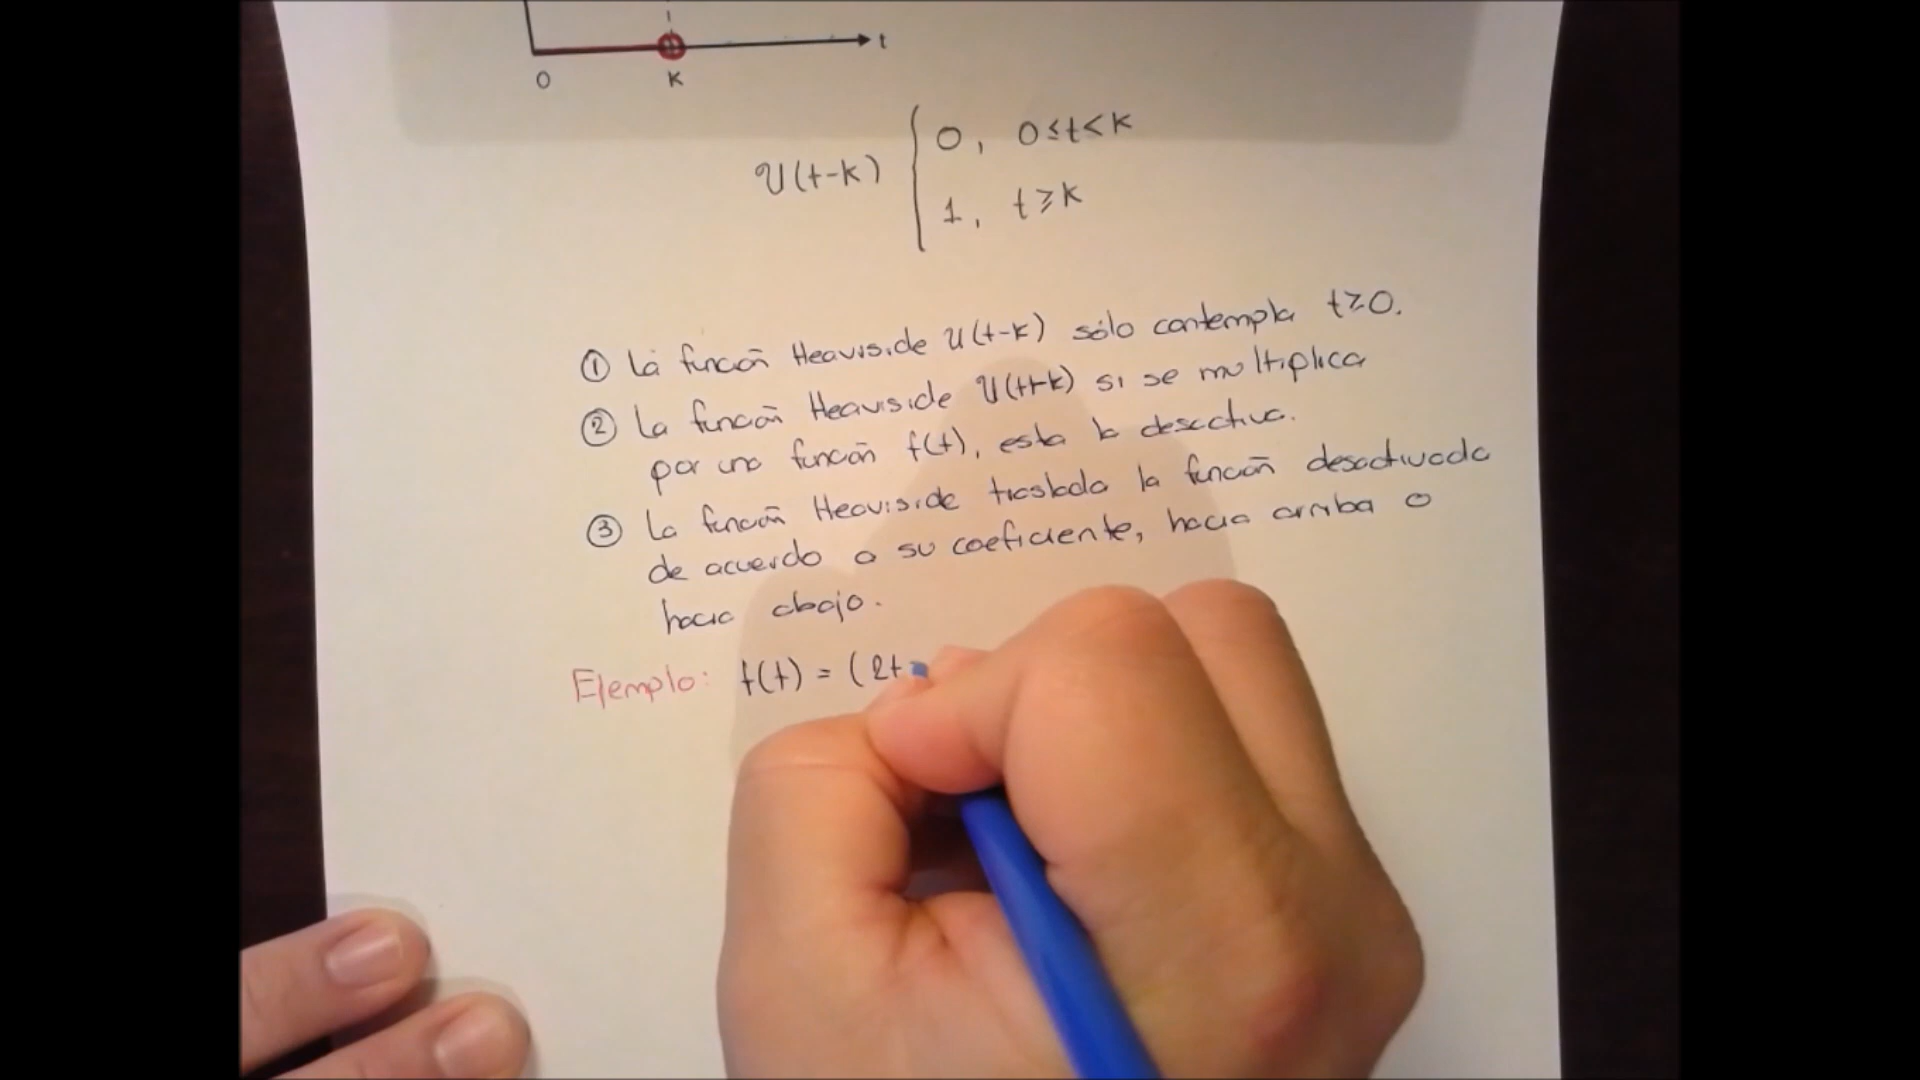 t
0 K
U(t-k) { 0, 0≤t<k
1, t≥k
① La función Heaviside U(t-k) sólo contempla t≥0.
② La función Heaviside U(t-k) si se multiplica
por una función f(t), esta la desactiva.
③ La función Heaviside traslada la función desactivada
de acuerdo a su coeficiente, hacia arriba o
hacia abajo.
Ejemplo: f(t) = (2t